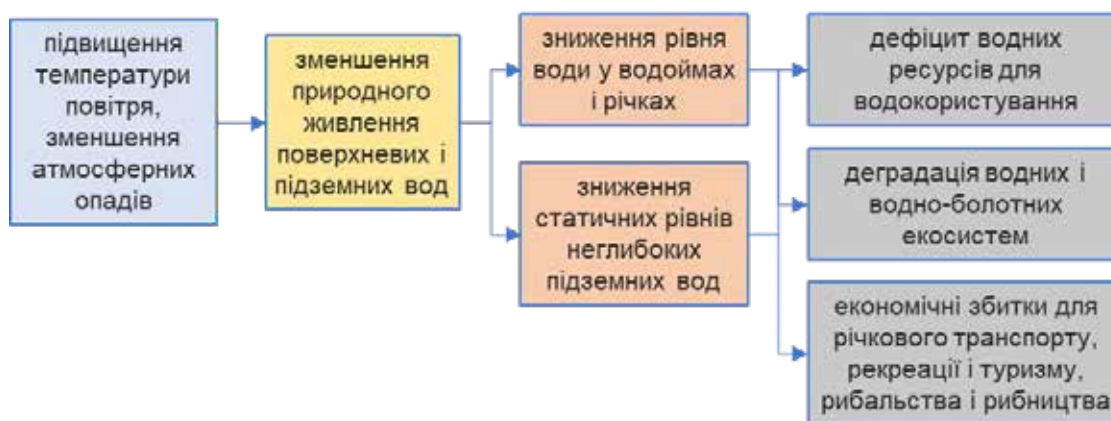 підвищення
температури
повітря,
зменшення
атмосферних
опадів
зменшення
природного
живлення
поверхневих і
підземних вод
зниження рівня
води у водоймах
і річках
зниження
статичних рівнів
неглибоких
підземних вод
дефіцит водних
ресурсів для
водокористування
деградація водних і
водно-болотних
екосистем
економічні збитки для
річкового транспорту,
рекреації і туризму,
рибальства і рибництва